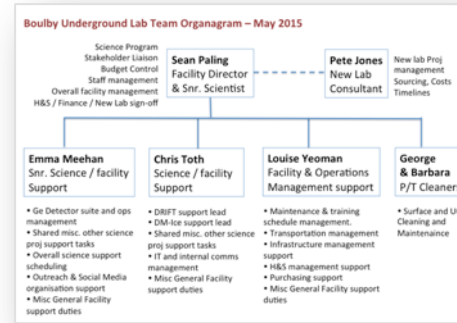 Boulby Underground Lab Team Organagram – May 2015
Science Program
Stakeholder Liaison
Budget Control
Staff management
Overall facility management
H&S / Finance / New Lab sign-off
Sean Paling
Facility Director
& Snr. Scientist
Pete Jones
New Lab
Consultant
New lab Proj
management
Sourcing, Costs
Timelines
Emma Meehan
Snr. Science / facility
Support
• Ge Detector suite and ops
management
• Shared misc. other science
proj support tasks
• Overall science support
scheduling
• Outreach & Social Media
organisation support
• Misc General Facility
support duties
Chris Toth
Science / facility
Support
• DRIFT support lead
• DM-Ice support lead
• Shared misc. other science
proj support tasks
• IT and internal comms
management
• Misc General Facility
support duties
Louise Yeoman
Facility & Operations
Management support
• Maintenance & training
schedule management.
• Transportation management
• Infrastructure management
support
• H&S management support
• Purchasing support
• Misc General Facility support
duties
George
& Barbara
P/T Cleaners
• Surface and U
Cleaning and
Maintenaince